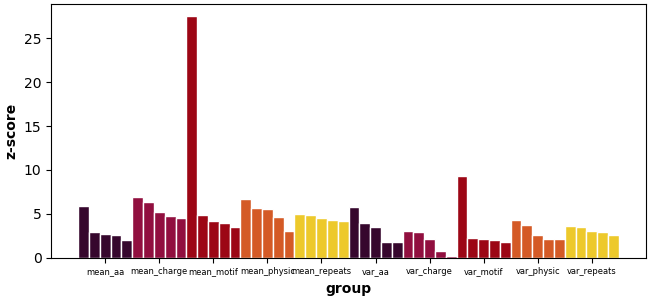 z-score
25
20
15
10
5
0
mean_aa mean_charge mean_motif mean_physic mean_repeats var_aa var_charge var_motif var_physic var_repeats
group